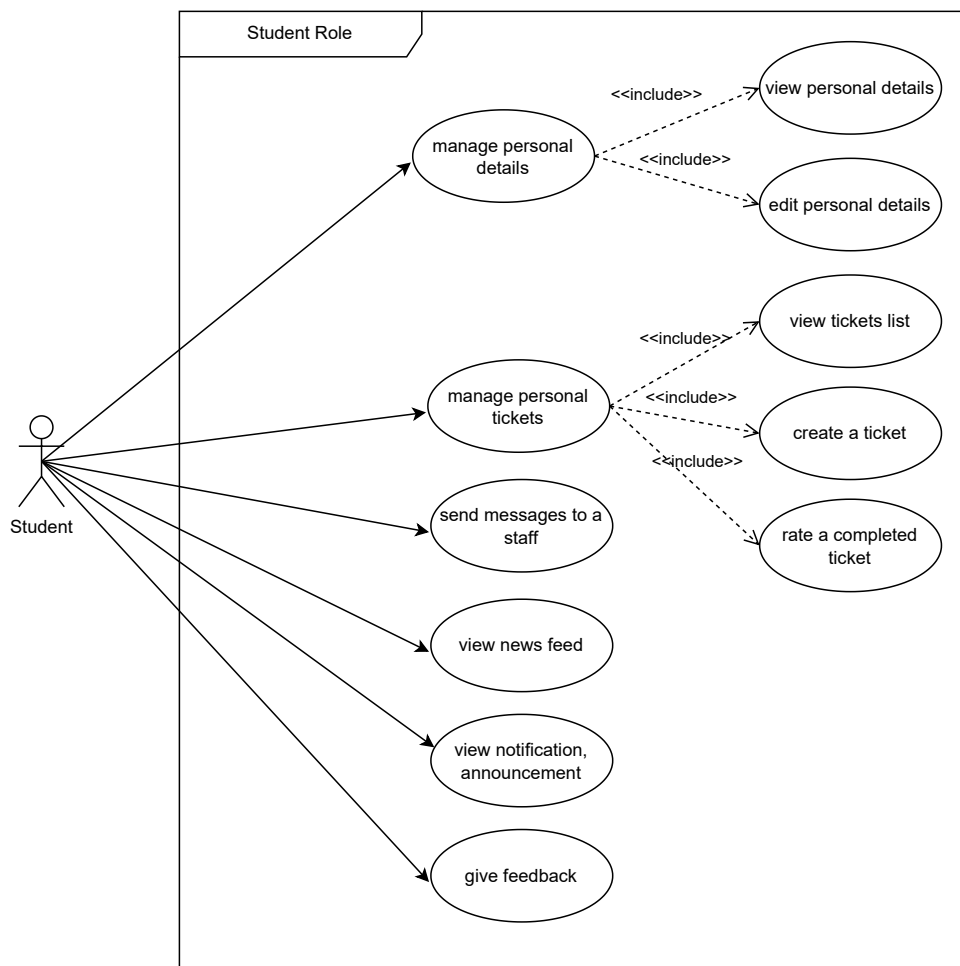 Student Role
view personal details
<<include>>
manage personal
details
<<include>>
edit personal details
view tickets list
<<include>>
manage personal
tickets
<<include>>
create a ticket
<<include>>
Student
send messages to a
staff
rate a completed
ticket
view news feed
view notification,
announcement
give feedback